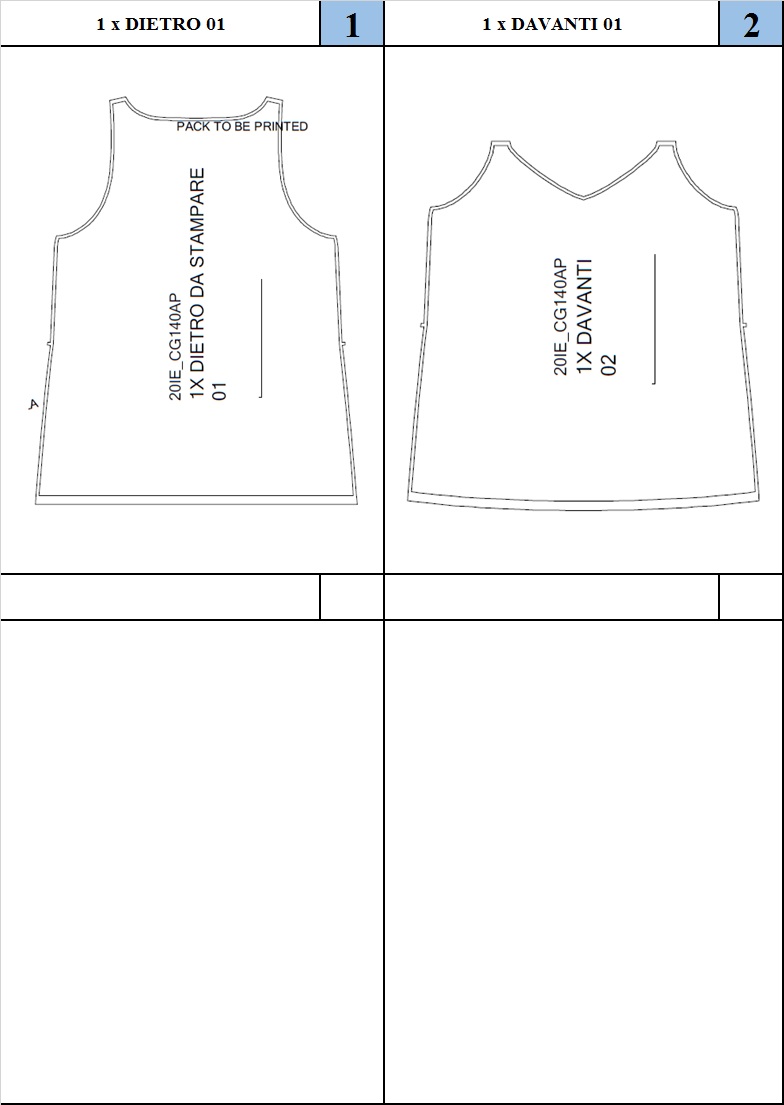 1 x DIETRO 01
1
1 x DAVANTI 01
2
PACK TO BE PRINTED
20IE_CG140AP
1X DIETRO DA STAMPARE
01
A
20IE_CG140AP
1X DAVANTI
02